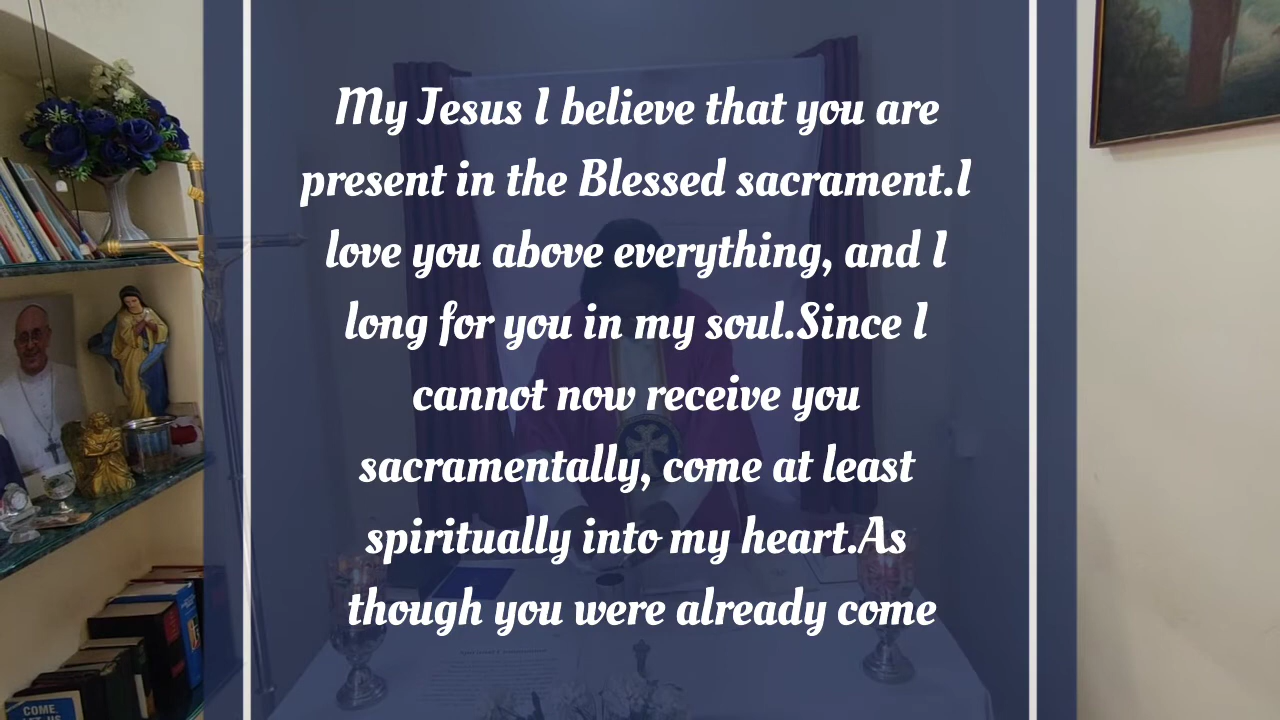 My Jesus I believe that you are
present in the Blessed sacrament.I
love you above everything, and I
long for you in my soul.Since I
cannot now receive you
sacramentally, come at least
spiritually into my heart.As
though you were already come
COME,
LET US